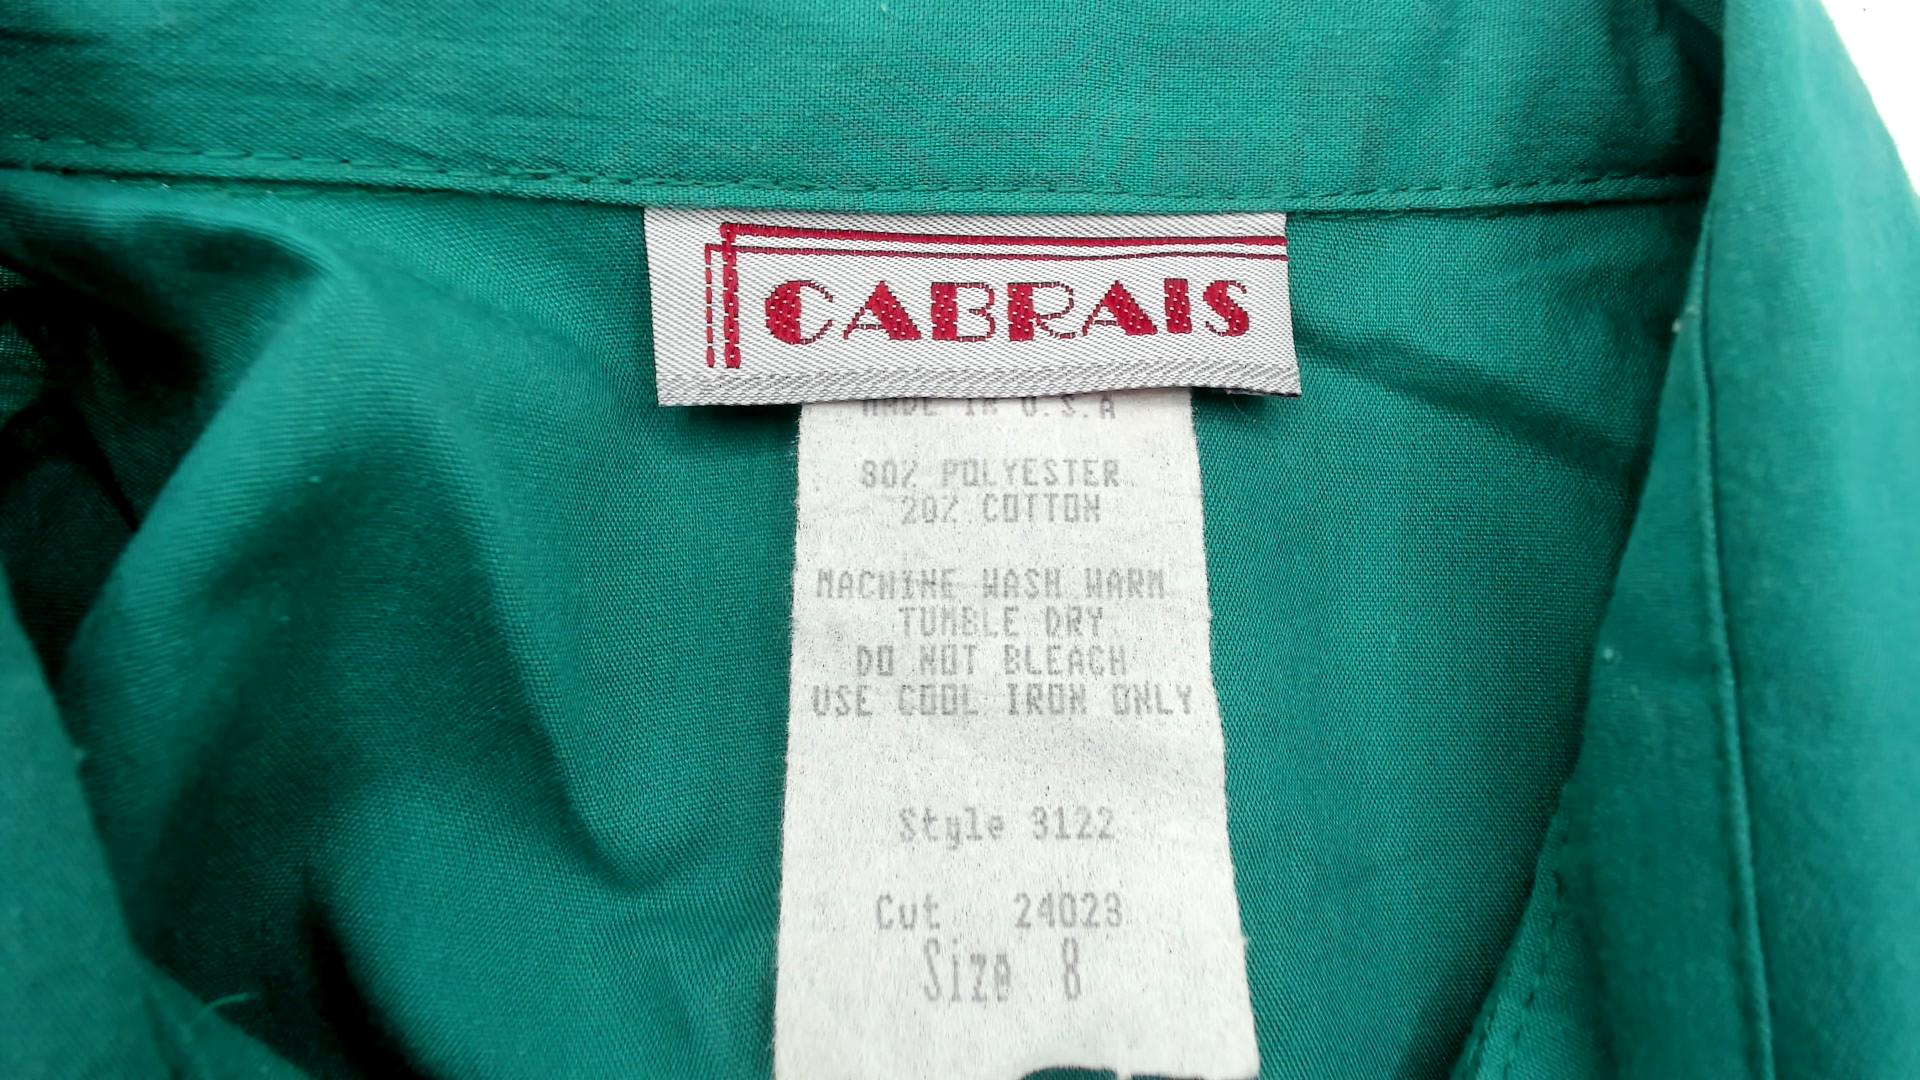 CABRAIS
MADE IN U.S.A
80% POLYESTER
20% COTTON
MACHINE WASH WARM
TUMBLE DRY
DO NOT BLEACH
USE COOL IRON ONLY
Style 3122
Cut 24023
Size 8